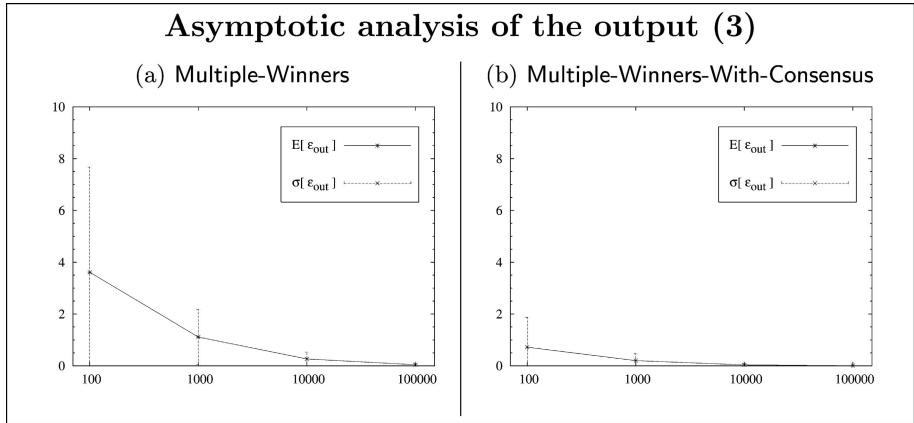 Asymptotic analysis of the output (3)
(a) Multiple-Winners
10
8
6
4
2
0
100 1000 10000 100000
E[ εout ]
σ[ εout ]
(b) Multiple-Winners-With-Consensus
10
8
6
4
2
0
100 1000 10000 100000
E[ εout ]
σ[ εout ]